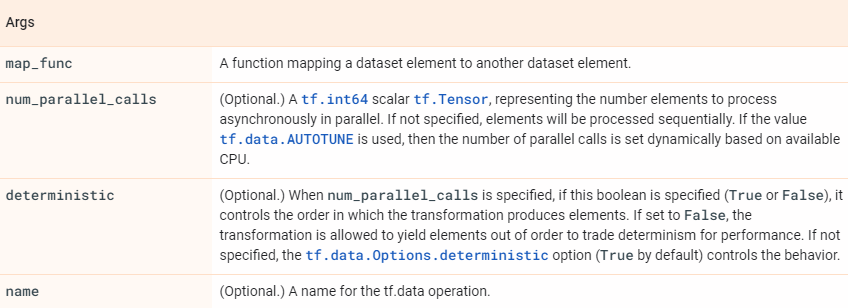 Args
map_func A function mapping a dataset element to another dataset element.
num_parallel_calls (Optional.) A tf.int64 scalar tf.Tensor, representing the number elements to process
asynchronously in parallel. If not specified, elements will be processed sequentially. If the value
tf.data.AUTOTUNE is used, then the number of parallel calls is set dynamically based on available
CPU.
deterministic (Optional.) When num_parallel_calls is specified, if this boolean is specified (True or False), it
controls the order in which the transformation produces elements. If set to False, the
transformation is allowed to yield elements out of order to trade determinism for performance. If not
specified, the tf.data.Options.deterministic option (True by default) controls the behavior.
name (Optional.) A name for the tf.data operation.